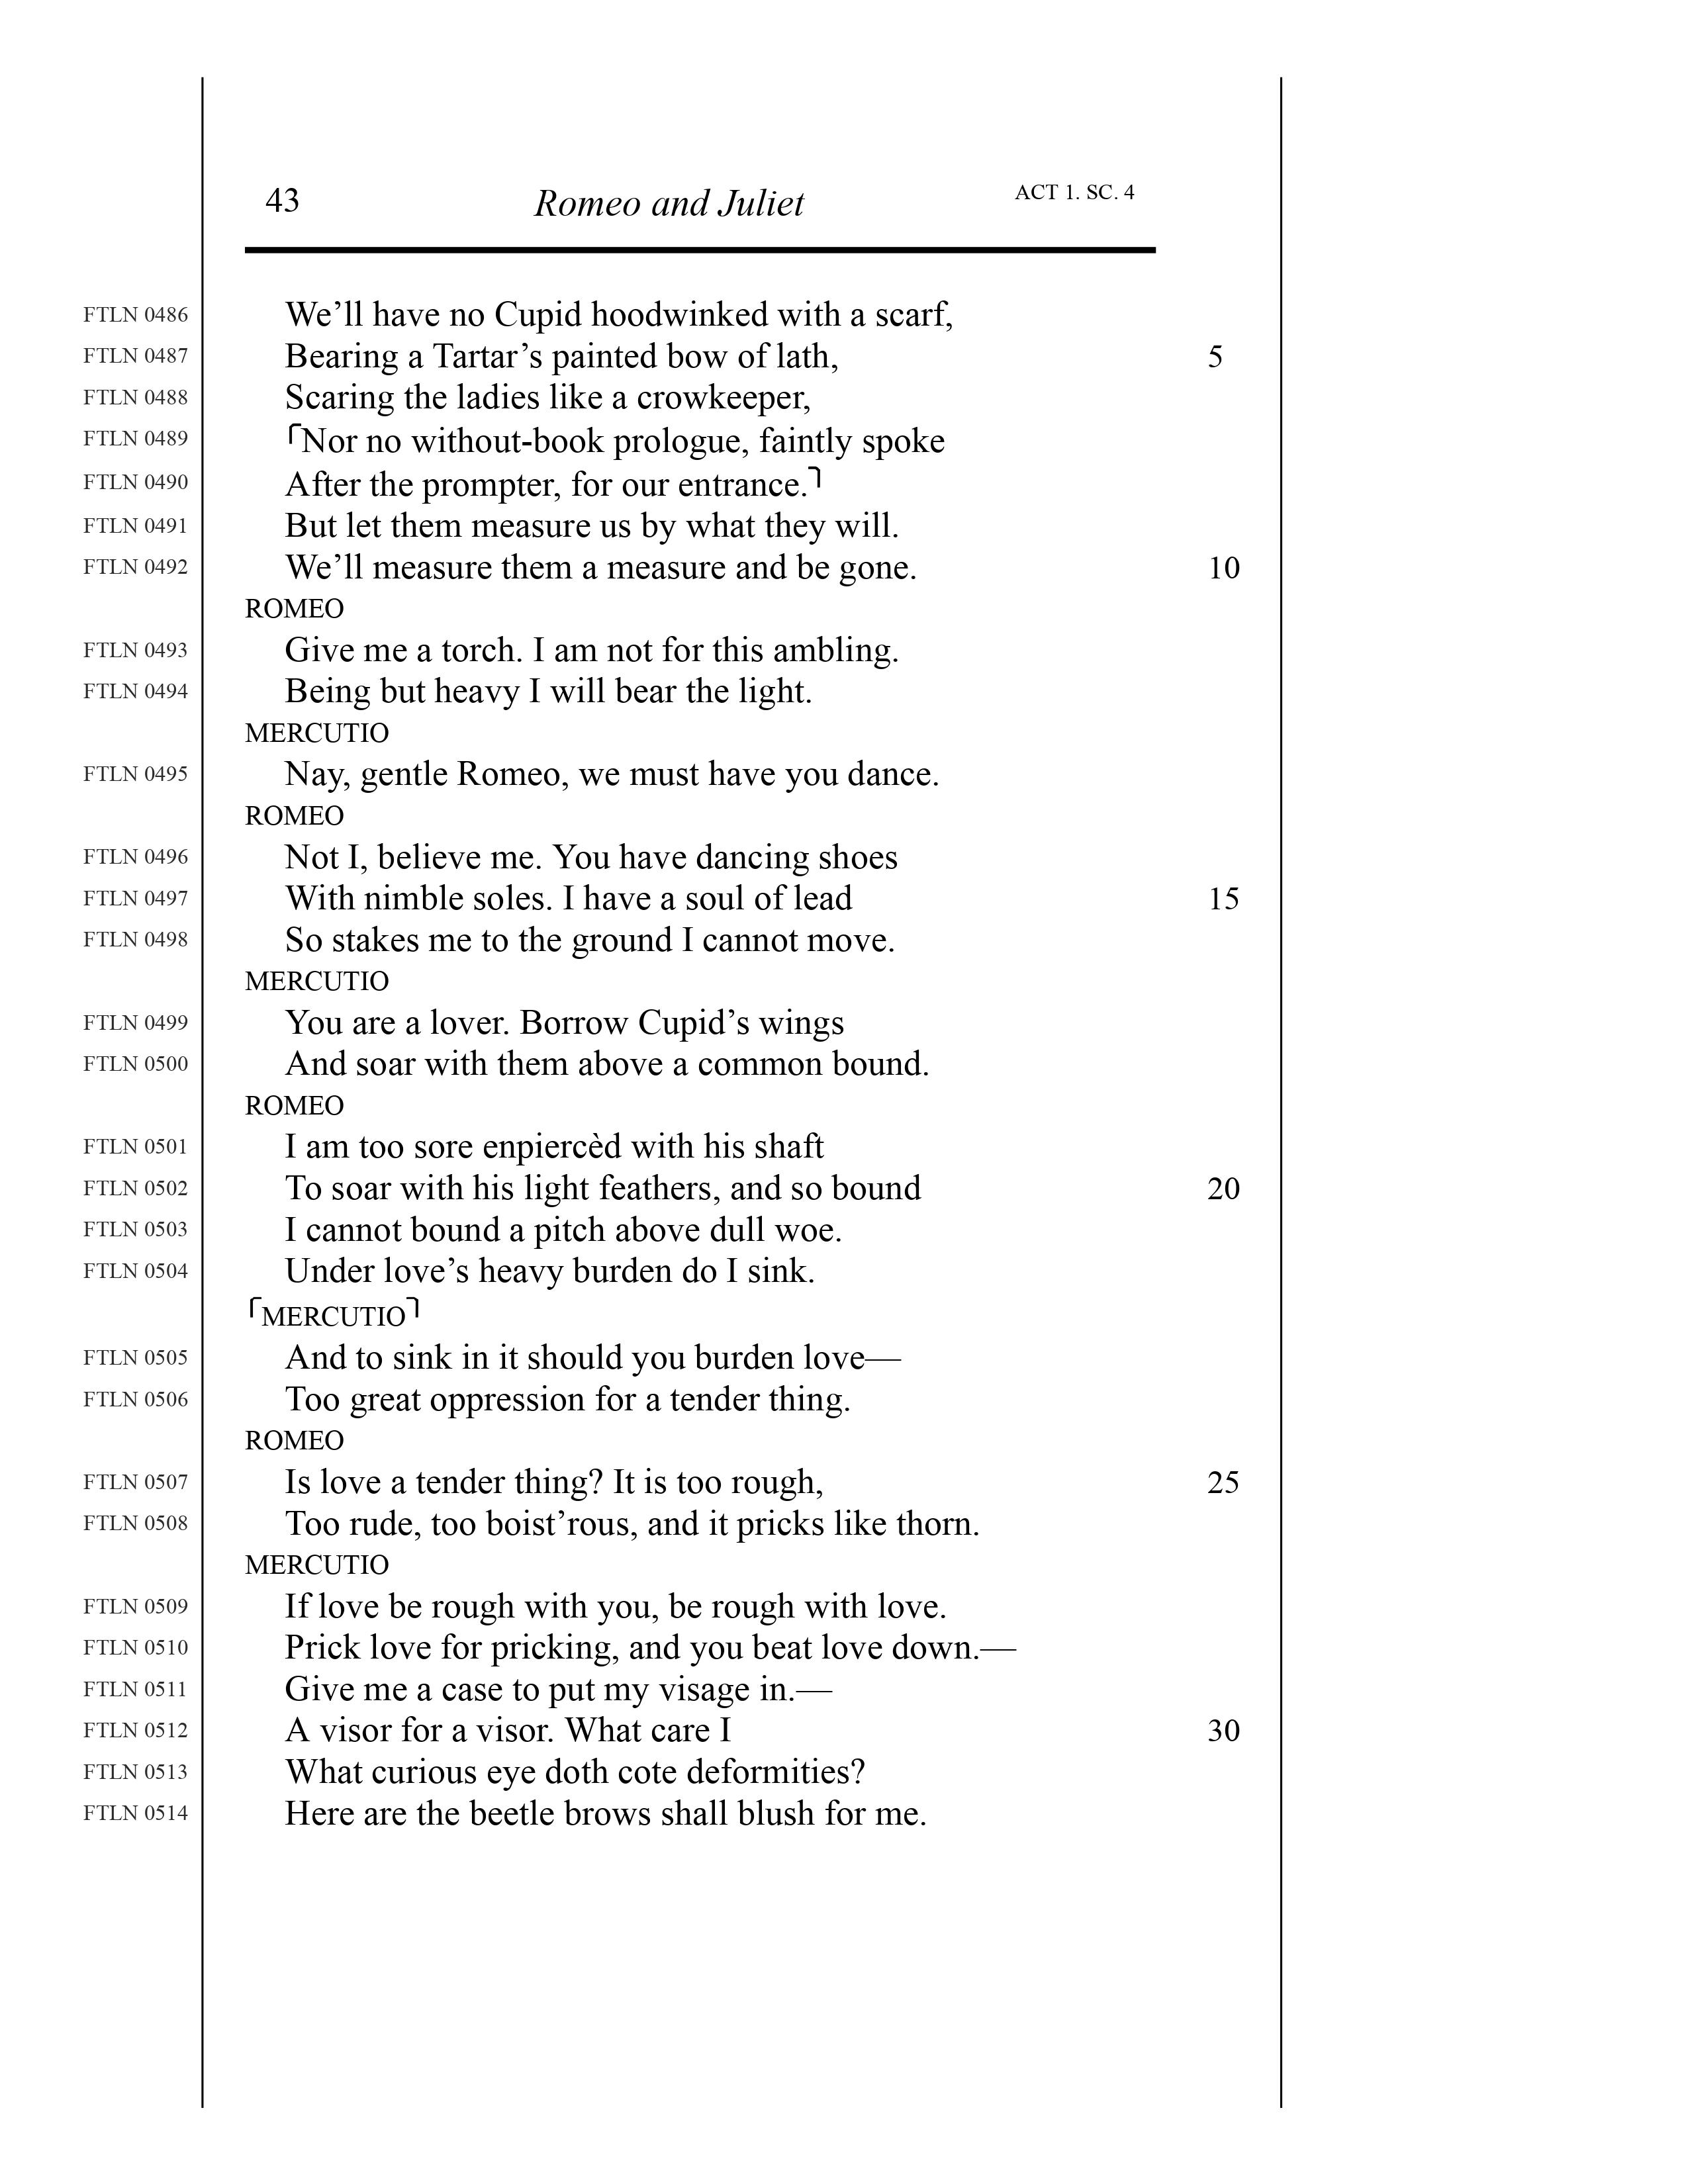 43 Romeo and Juliet ACT 1. SC. 4
FTLN 0486 We’ll have no Cupid hoodwinked with a scarf,
FTLN 0487 Bearing a Tartar’s painted bow of lath, 5
FTLN 0488 Scaring the ladies like a crowkeeper,
FTLN 0489 ⌜Nor no without-book prologue, faintly spoke
FTLN 0490 After the prompter, for our entrance.⌝
FTLN 0491 But let them measure us by what they will.
FTLN 0492 We’ll measure them a measure and be gone. 10
ROMEO
FTLN 0493 Give me a torch. I am not for this ambling.
FTLN 0494 Being but heavy I will bear the light.
MERCUTIO
FTLN 0495 Nay, gentle Romeo, we must have you dance.
ROMEO
FTLN 0496 Not I, believe me. You have dancing shoes
FTLN 0497 With nimble soles. I have a soul of lead 15
FTLN 0498 So stakes me to the ground I cannot move.
MERCUTIO
FTLN 0499 You are a lover. Borrow Cupid’s wings
FTLN 0500 And soar with them above a common bound.
ROMEO
FTLN 0501 I am too sore enpiercèd with his shaft
FTLN 0502 To soar with his light feathers, and so bound 20
FTLN 0503 I cannot bound a pitch above dull woe.
FTLN 0504 Under love’s heavy burden do I sink.
⌜MERCUTIO⌝
FTLN 0505 And to sink in it should you burden love—
FTLN 0506 Too great oppression for a tender thing.
ROMEO
FTLN 0507 Is love a tender thing? It is too rough, 25
FTLN 0508 Too rude, too boist’rous, and it pricks like thorn.
MERCUTIO
FTLN 0509 If love be rough with you, be rough with love.
FTLN 0510 Prick love for pricking, and you beat love down.—
FTLN 0511 Give me a case to put my visage in.—
FTLN 0512 A visor for a visor. What care I 30
FTLN 0513 What curious eye doth cote deformities?
FTLN 0514 Here are the beetle brows shall blush for me.